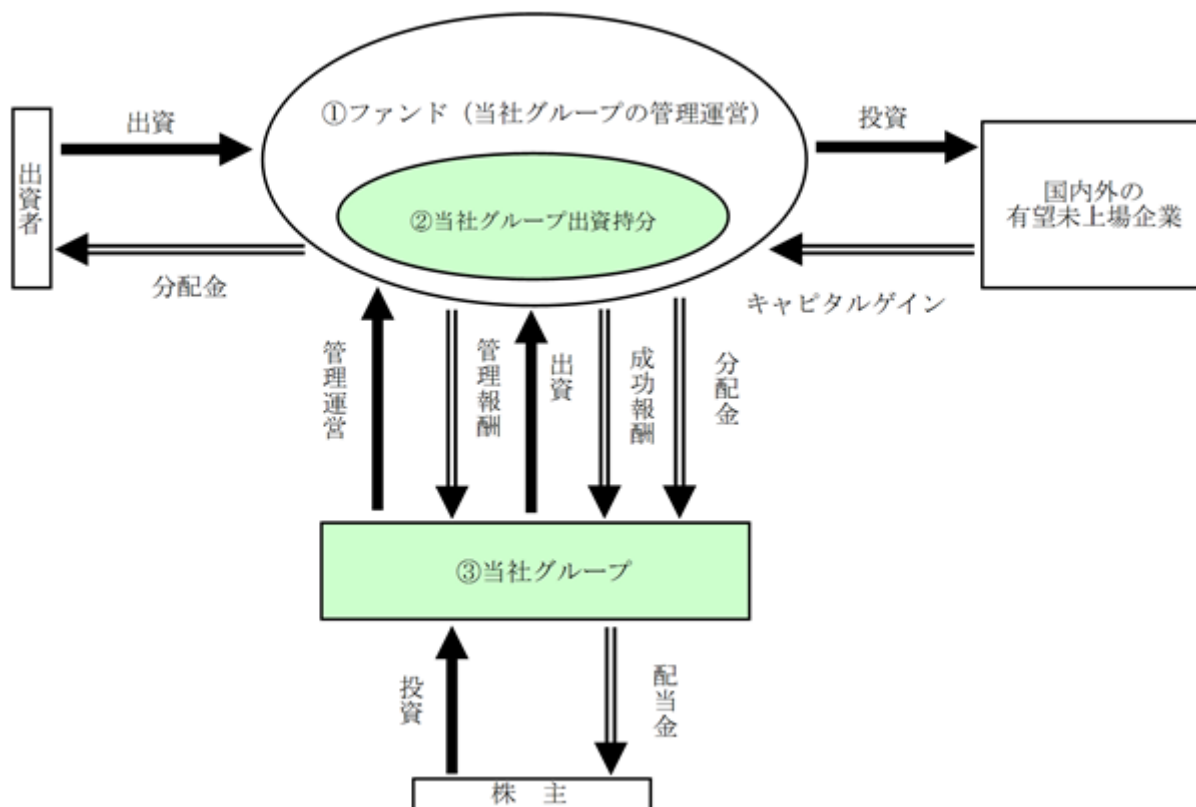 ①ファンド（当社グループの管理運営）
出資
投資
出資者
国内外の
有望未上場企業
②当社グループ出資持分
分配金
キャピタルゲイン
管理運営
管理報酬
出資
成功報酬
分配金
③当社グループ
投資
配当金
株　主